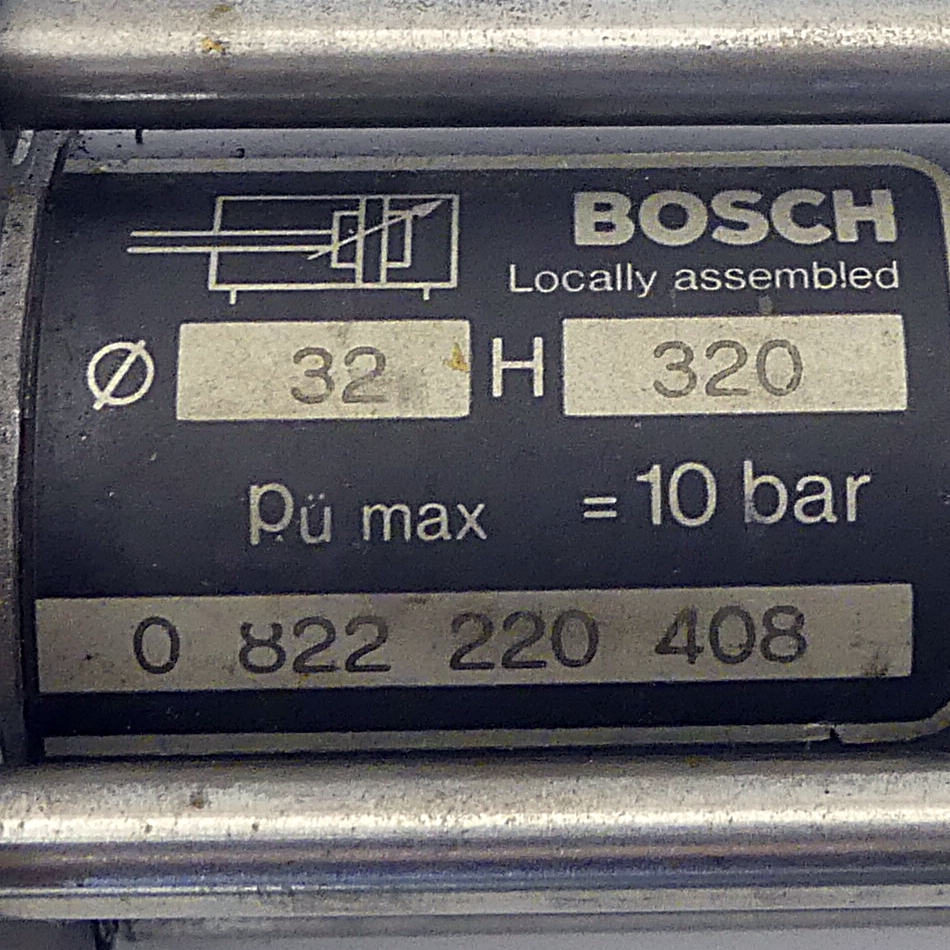 BOSCH
Locally assembled
Ø 32 H 320
pü max = 10 bar
0 822 220 408